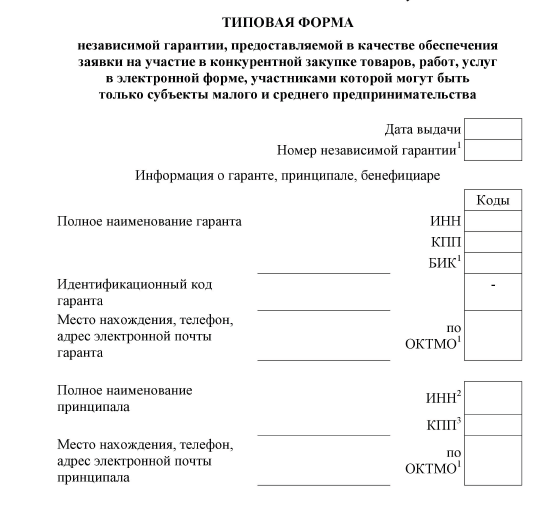 ТИПОВАЯ ФОРМА
независимой гарантии, предоставляемой в качестве обеспечения
заявки на участие в конкурентной закупке товаров, работ, услуг
в электронной форме, участниками которой могут быть
только субъекты малого и среднего предпринимательства
Дата выдачи
Номер независимой гарантии¹
Информация о гаранте, принципале, бенефициаре
Коды
Полное наименование гаранта ИНН
КПП
БИК¹
Идентификационный код -
гаранта
Место нахождения, телефон, по
адрес электронной почты ОКТМО¹
гаранта
Полное наименование ИНН²
принципала
КПП³
Место нахождения, телефон,
адрес электронной почты по
принципала ОКТМО¹